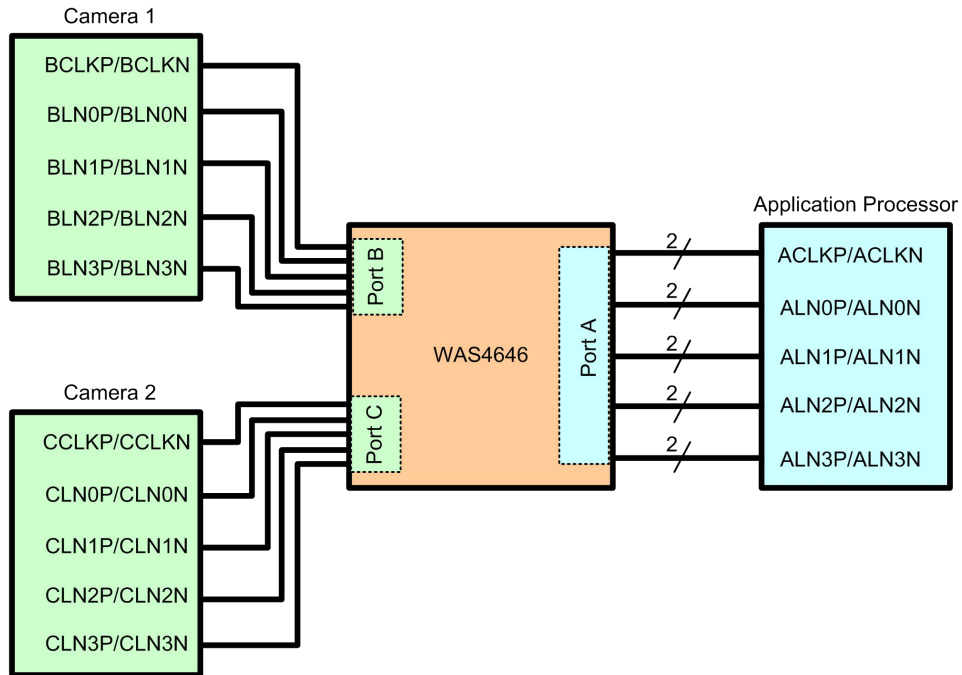 Camera 1
BCLKP/BCLKN
BLN0P/BLN0N
BLN1P/BLN1N
BLN2P/BLN2N
BLN3P/BLN3N
Camera 2
CCLKP/CCLKN
CLN0P/CLN0N
CLN1P/CLN1N
CLN2P/CLN2N
CLN3P/CLN3N
Port B
Port C
WAS4646
Port A
2
2
2
2
2
Application Processor
ACLKP/ACLKN
ALN0P/ALN0N
ALN1P/ALN1N
ALN2P/ALN2N
ALN3P/ALN3N